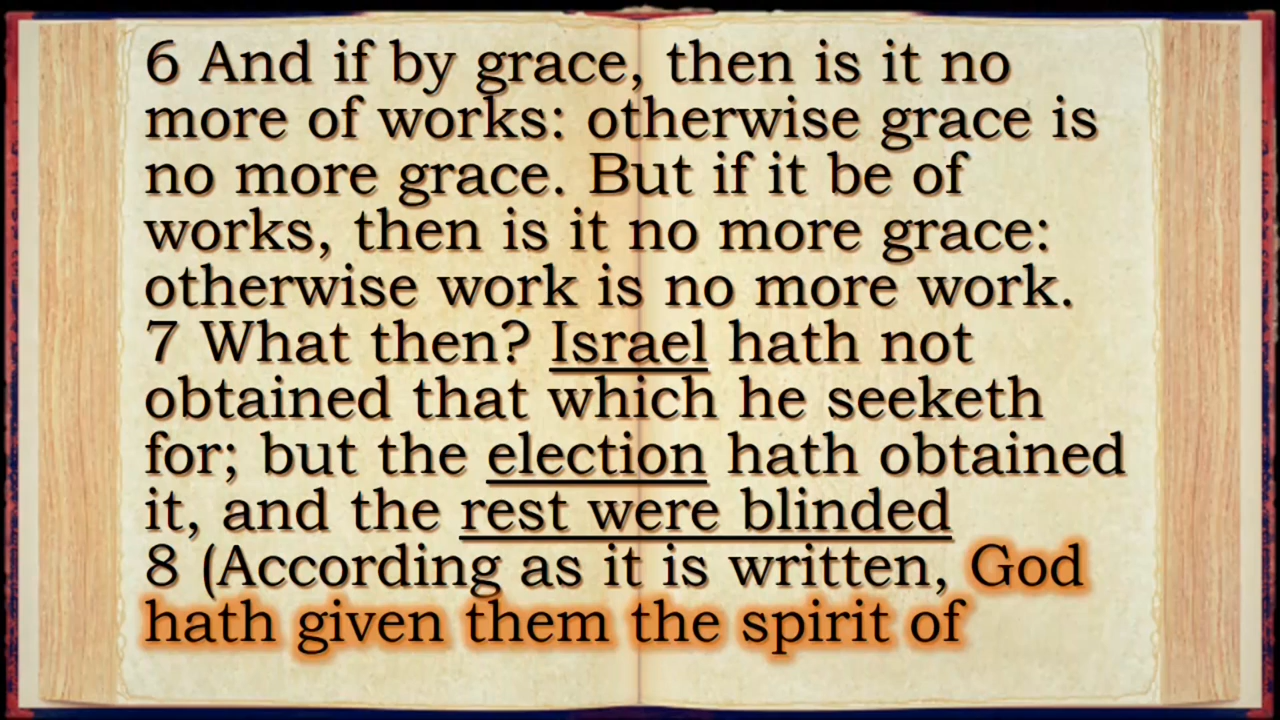 6 And if by grace, then is it no
more of works: otherwise grace is
no more grace. But if it be of
works, then is it no more grace:
otherwise work is no more work.
7 What then? Israel hath not
obtained that which he seeketh
for; but the election hath obtained
it, and the rest were blinded
8 (According as it is written, God
hath given them the spirit of